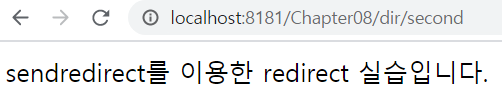 localhost:8181/Chapter08/dir/second
sendredirect를 이용한 redirect 실습입니다.